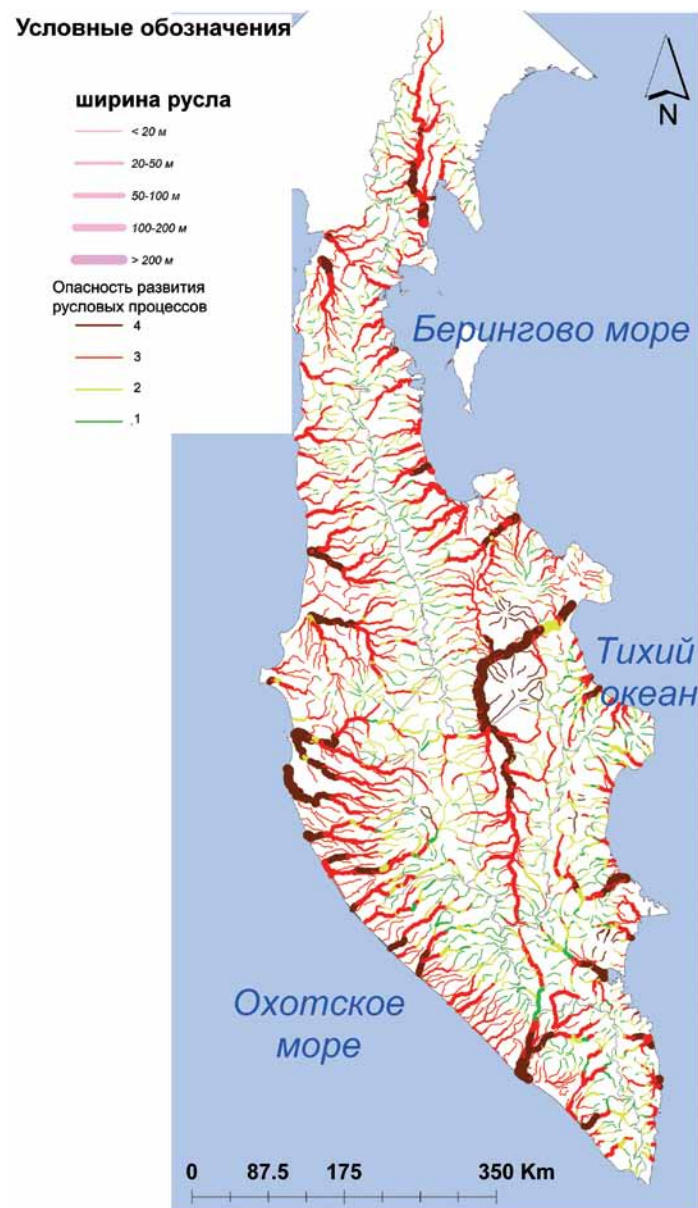 Условные обозначения
ширина русла
< 20 м
20-50 м
50-100 м
100-200 м
> 200 м
Опасность развития
русловых процессов
4
3
2
.1
N
Берингово море
Тихий
океан
Охотское
море
0 87.5 175 350 Km